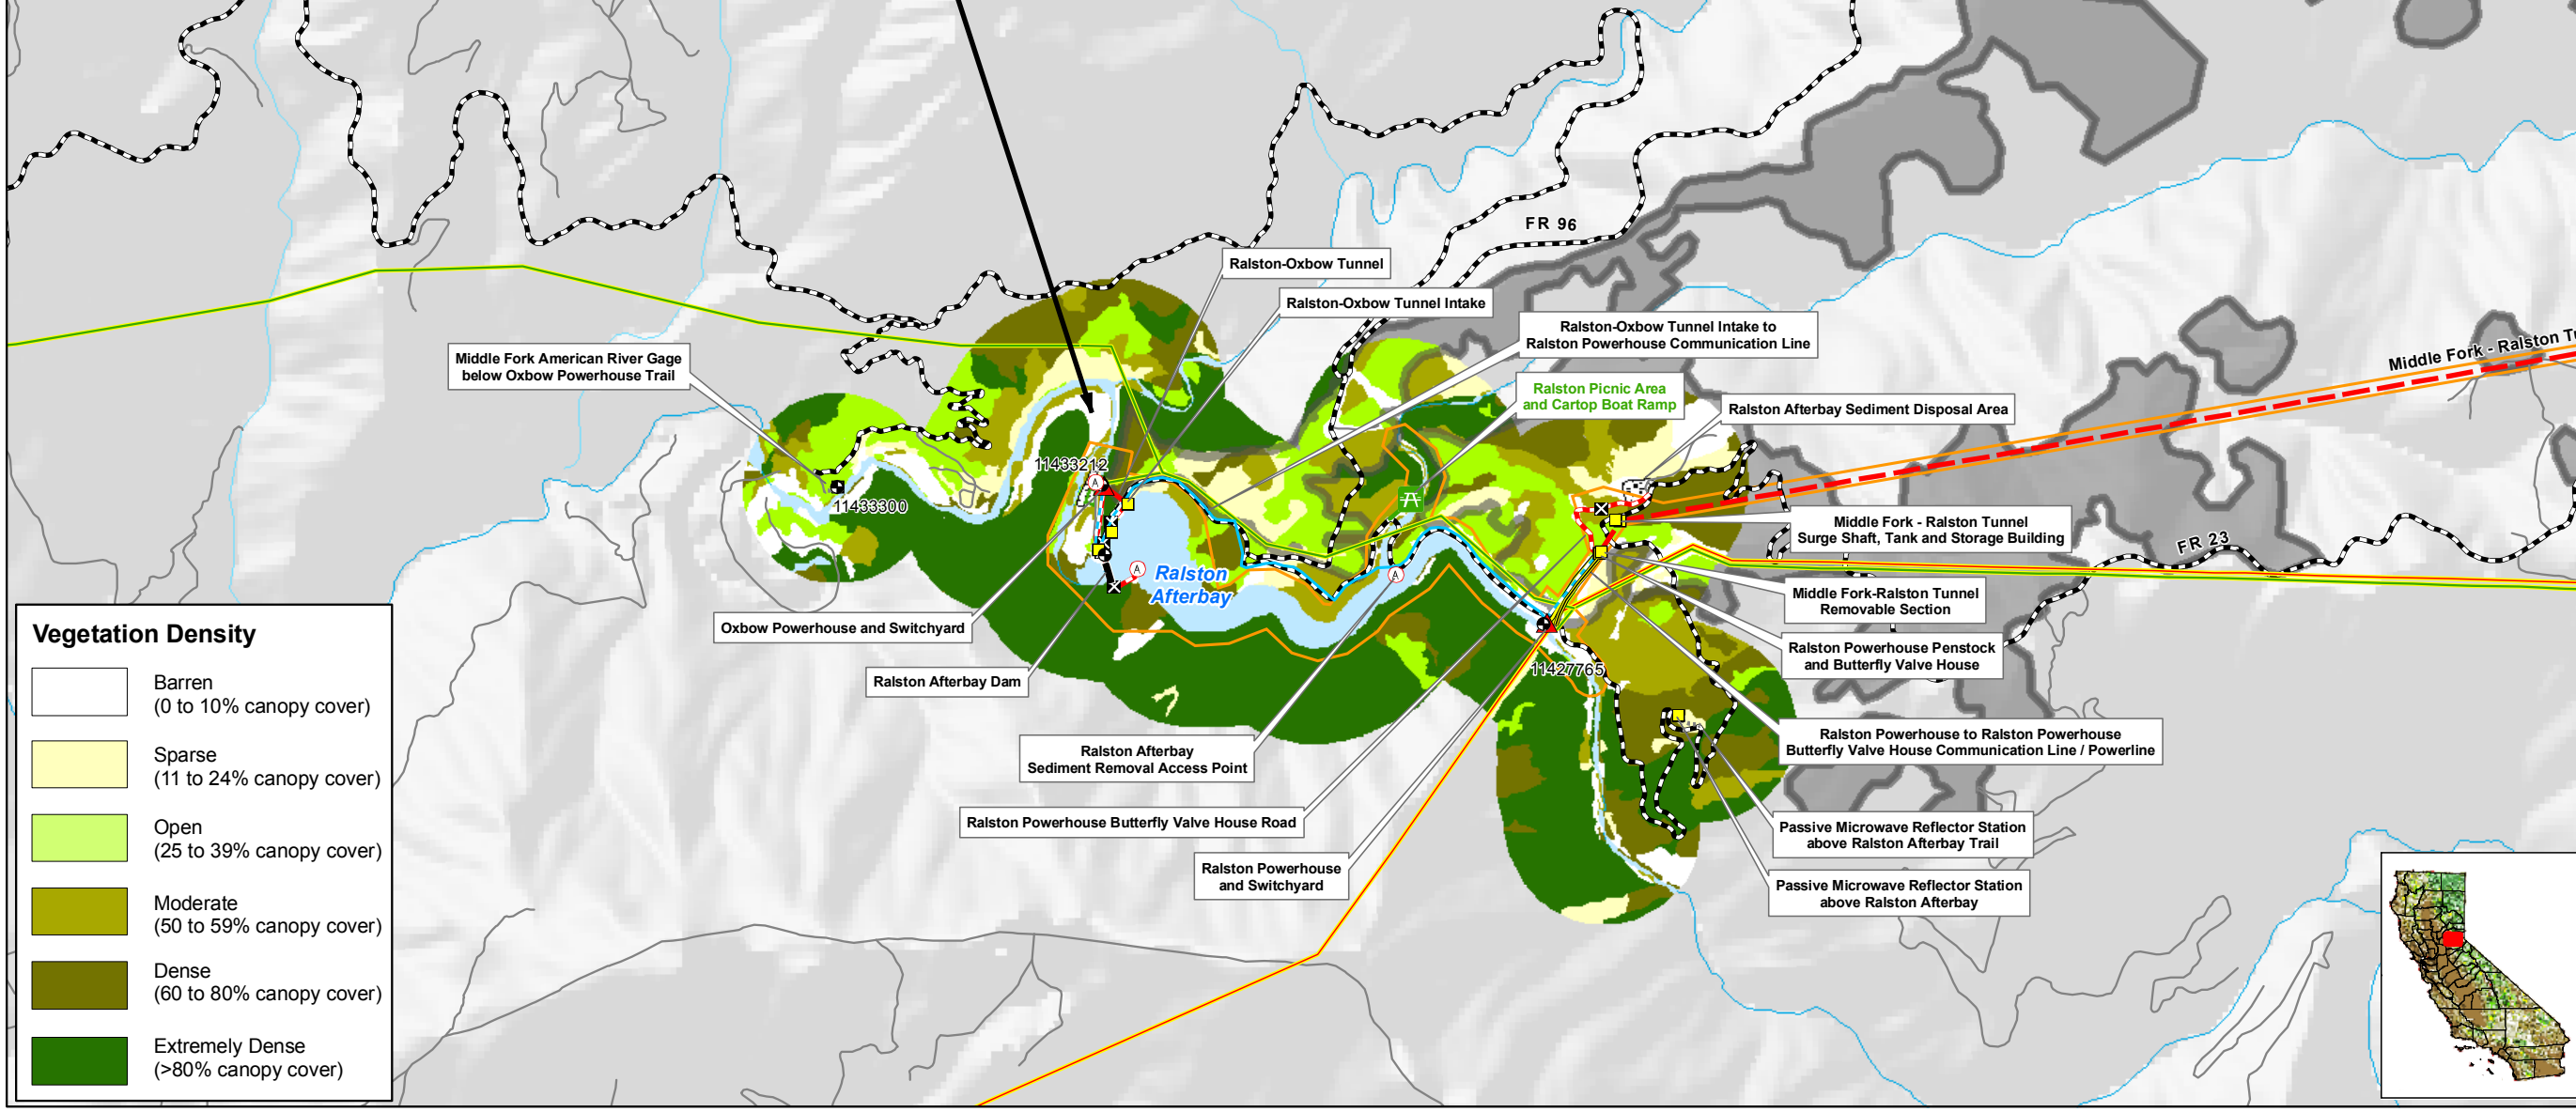 FR 96
Ralston-Oxbow Tunnel
Ralston-Oxbow Tunnel Intake
Ralston-Oxbow Tunnel Intake to
Ralston Powerhouse Communication Line
Middle Fork - Ralston
Middle Fork American River Gage
below Oxbow Powerhouse Trail
Ralston Picnic Area
and Cartop Boat Ramp
Ralston Afterbay Sediment Disposal Area
11433212
11433300
A
A
A
Middle Fork - Ralston Tunnel
Surge Shaft, Tank and Storage Building
FR 23
Ralston
Afterbay
Middle Fork-Ralston Tunnel
Removable Section
Oxbow Powerhouse and Switchyard
Ralston Powerhouse Penstock
and Butterfly Valve House
11427765
Ralston Afterbay Dam
Ralston Powerhouse to Ralston Powerhouse
Butterfly Valve House Communication Line / Powerline
Ralston Afterbay
Sediment Removal Access Point
Ralston Powerhouse Butterfly Valve House Road
Passive Microwave Reflector Station
above Ralston Afterbay Trail
Ralston Powerhouse
and Switchyard
Passive Microwave Reflector Station
above Ralston Afterbay
Vegetation Density
Barren
(0 to 10% canopy cover)
Sparse
(11 to 24% canopy cover)
Open
(25 to 39% canopy cover)
Moderate
(50 to 59% canopy cover)
Dense
(60 to 80% canopy cover)
Extremely Dense
(>80% canopy cover)